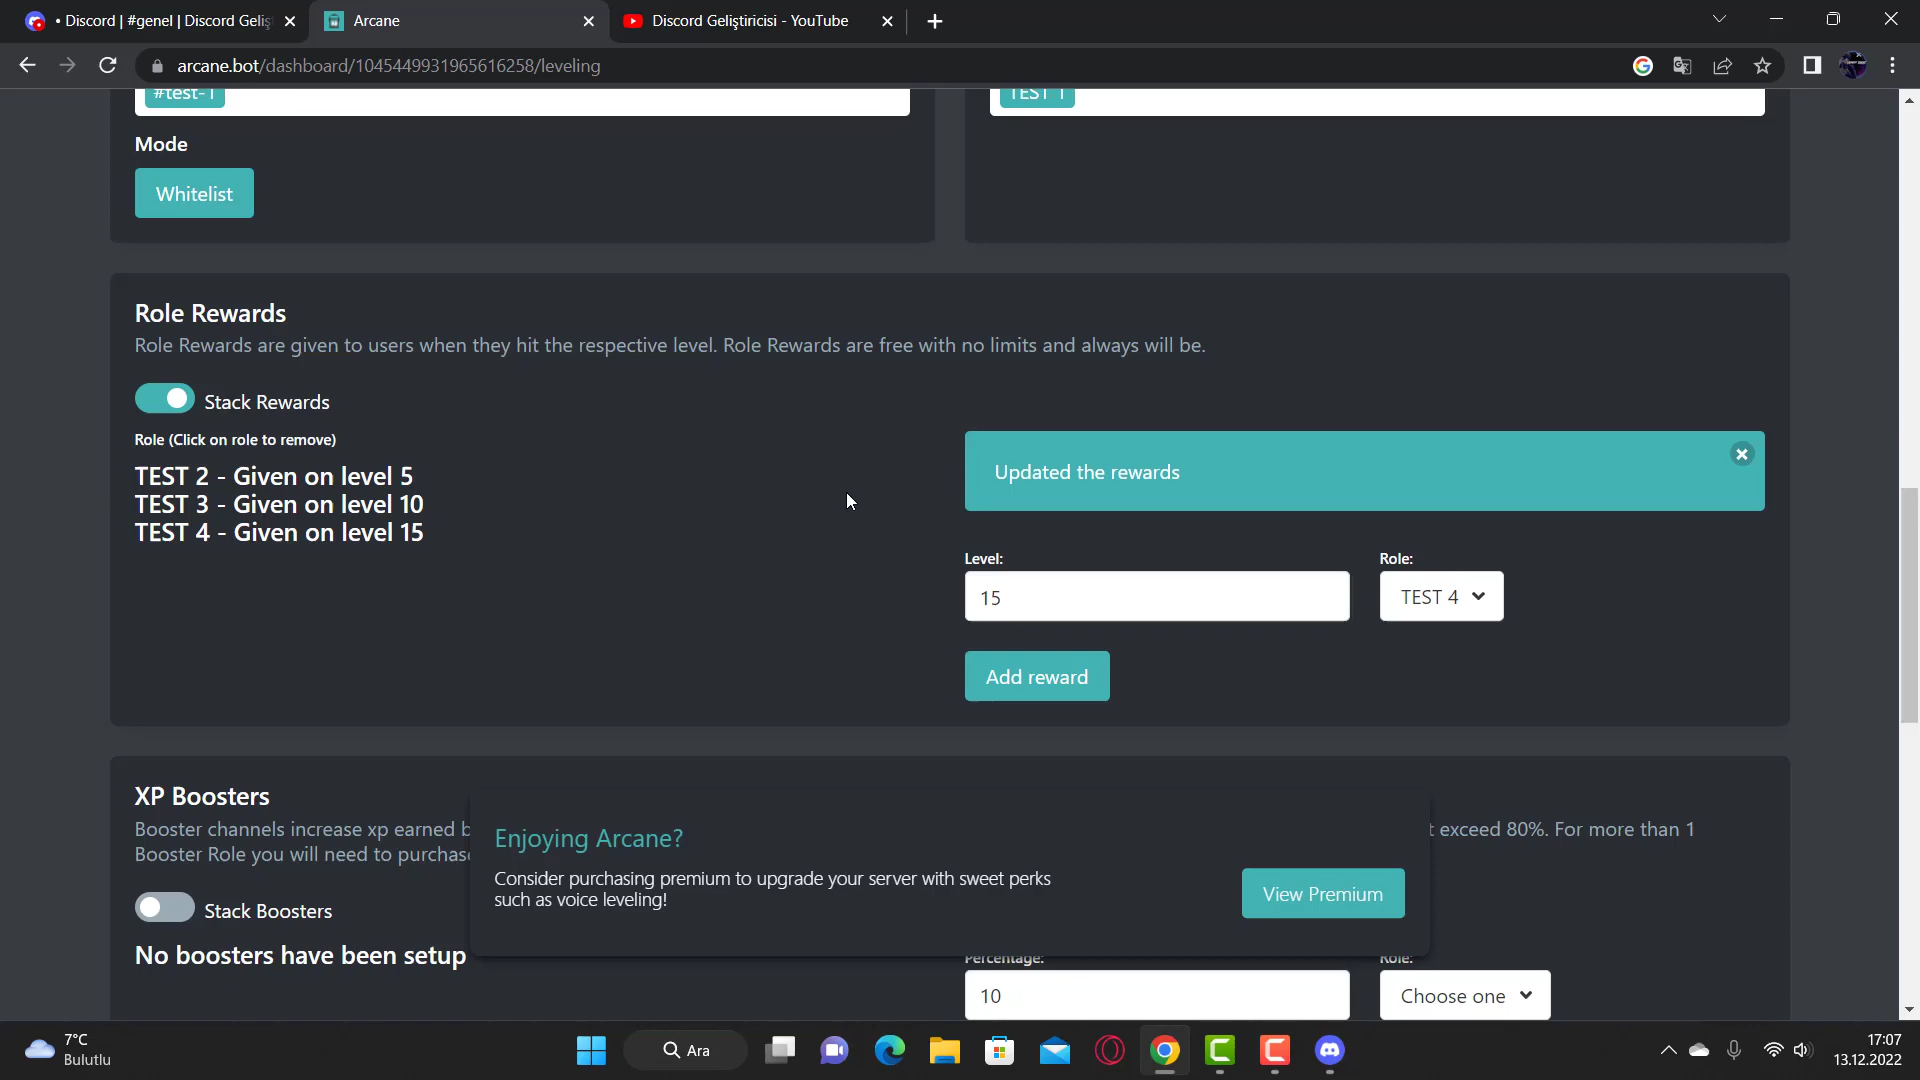 • Discord | #genel | Discord Geliş
Arcane
Discord Geliştiricisi - YouTube
arcane.bot/dashboard/1045449931965616258/leveling
#test-1
TEST 1
Mode
Whitelist
Role Rewards
Role Rewards are given to users when they hit the respective level. Role Rewards are free with no limits and always will be.
Stack Rewards
Role (Click on role to remove)
TEST 2 - Given on level 5
TEST 3 - Given on level 10
TEST 4 - Given on level 15
Updated the rewards
Level:
Role:
15
TEST 4
Add reward
XP Boosters
Booster channels increase xp earned b
t exceed 80%. For more than 1
Booster Role you will need to purchase
Enjoying Arcane?
Consider purchasing premium to upgrade your server with sweet perks
such as voice leveling!
View Premium
Stack Boosters
No boosters have been setup
Percentage:
Role:
10
Choose one
7°C
Bulutlu
Ara
17:07
13.12.2022